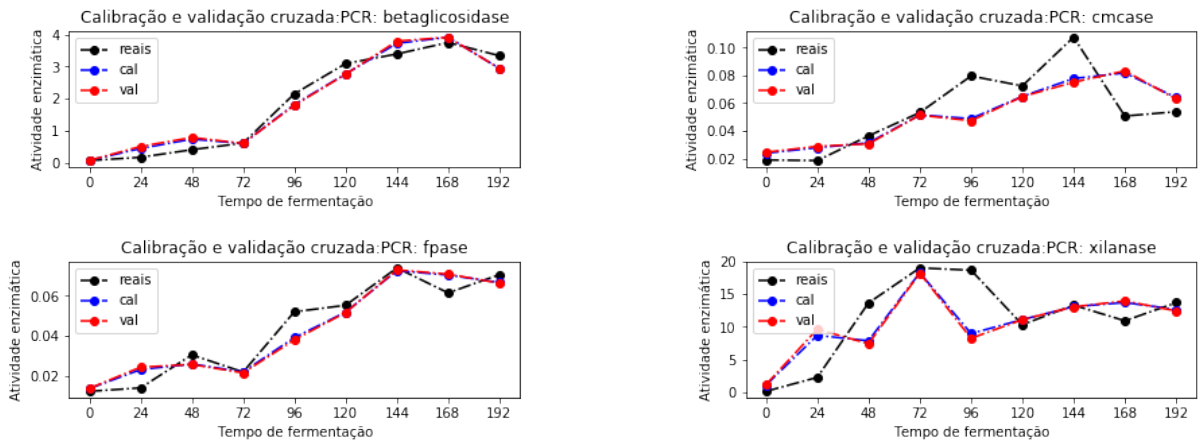 Calibração e validação cruzada:PCR: betaglicosidase
Atividade enzimática
4
3
2
1
0
reais
cal
val
0 24 48 72 96 120 144 168 192
Tempo de fermentação
Calibração e validação cruzada:PCR: cmcase
Atividade enzimática
0.10
0.08
0.06
0.04
0.02
reais
cal
val
0 24 48 72 96 120 144 168 192
Tempo de fermentação
Calibração e validação cruzada:PCR: fpase
Atividade enzimática
0.06
0.04
0.02
reais
cal
val
0 24 48 72 96 120 144 168 192
Tempo de fermentação
Calibração e validação cruzada:PCR: xilanase
Atividade enzimática
20
15
10
5
0
reais
cal
val
0 24 48 72 96 120 144 168 192
Tempo de fermentação